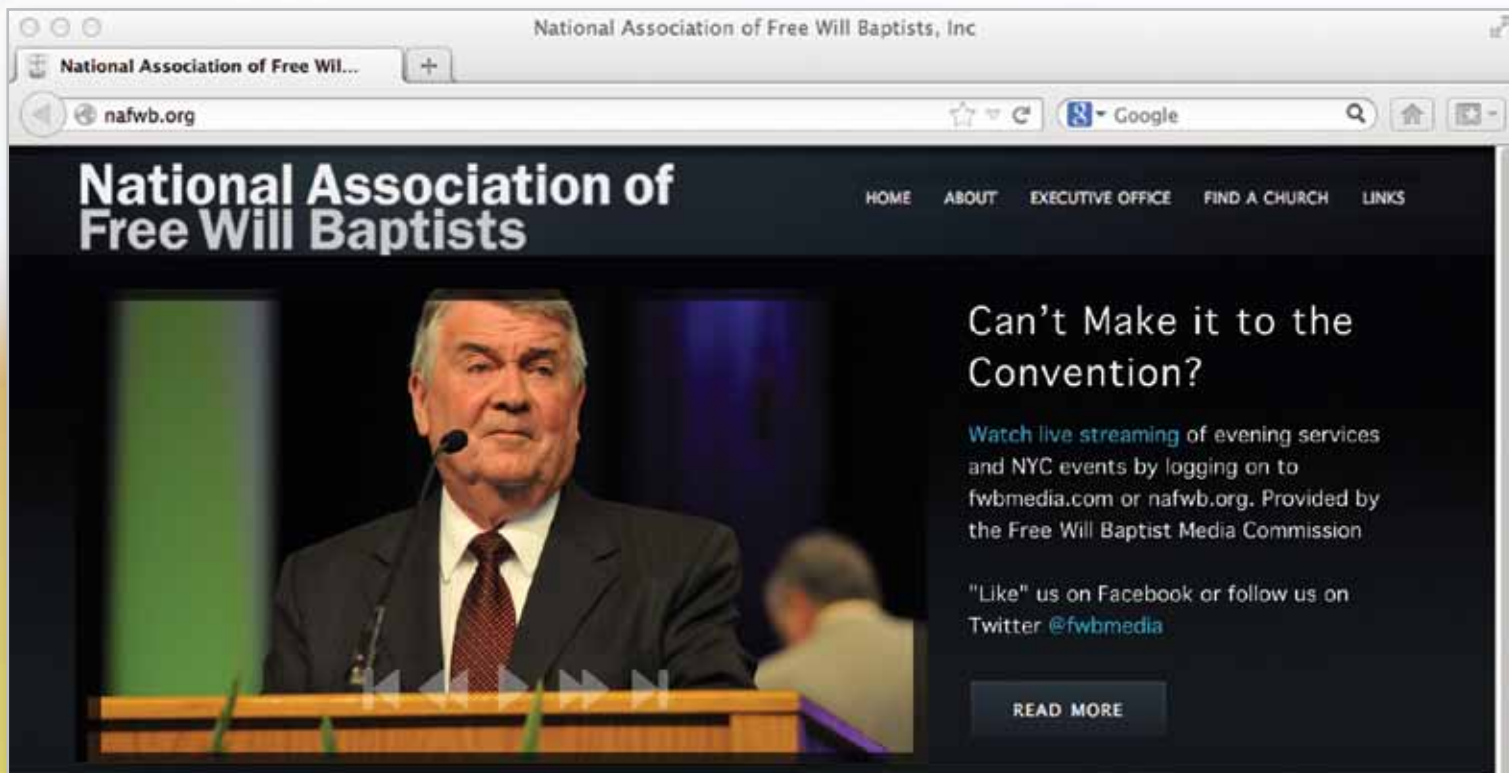 National Association of Free Will Baptists, Inc
National Association of Free Wil...
+
nafwb.org
8
Google
National Association of
Free Will Baptists
HOME ABOUT EXECUTIVE OFFICE FIND A CHURCH LINKS
Can't Make it to the
Convention?
Watch live streaming of evening services
and NYC events by logging on to
fwbmedia.com or nafwb.org. Provided by
the Free Will Baptist Media Commission
"Like" us on Facebook or follow us on
Twitter @fwbmedia
READ MORE